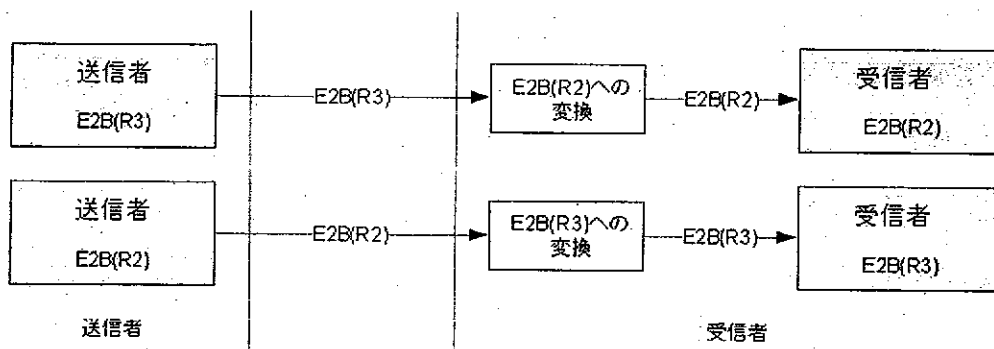 送信者
E2B(R3)
E2B(R3)
E2B(R2)への
変換
E2B(R2)
受信者
E2B(R2)
送信者
E2B(R2)
E2B(R2)
E2B(R3)への
変換
E2B(R3)
受信者
E2B(R3)
送信者
受信者